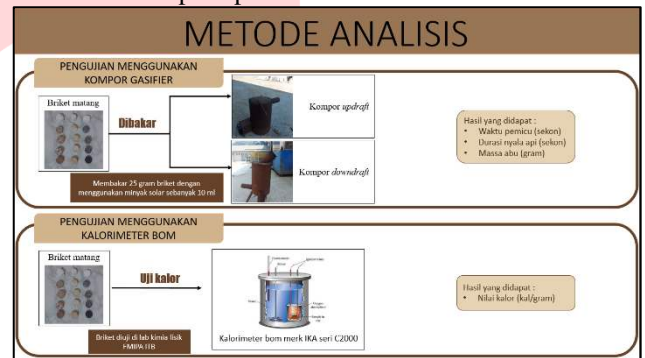 METODE ANALISIS
PENGUJIAN MENGGUNAKAN
KOMPOR GASIFIER
Briket matang
Dibakar
Kompor updraft
Kompor downdraft
Membakar 25 gram briket dengan
menggunakan minyak solar sebanyak 10 ml
Hasil yang didapat :
• Waktu pemicu (sekon)
• Durasi nyala api (sekon)
• Massa abu (gram)
PENGUJIAN MENGGUNAKAN
KALORIMETER BOM
Briket matang
Uji kalor
Briket diuji di lab kimia fisik
FMIPA ITB
Kalorimeter bom merk IKA seri C2000
Hasil yang didapat :
• Nilai kalor (kal/gram)